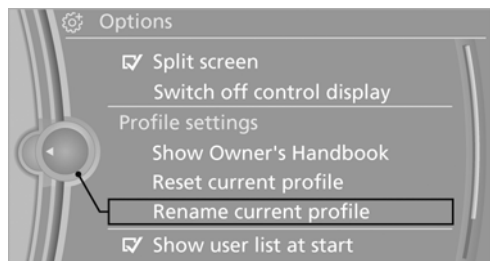 Options
Split screen
Switch off control display
Profile settings
Show Owner's Handbook
Reset current profile
Rename current profile
Show user list at start